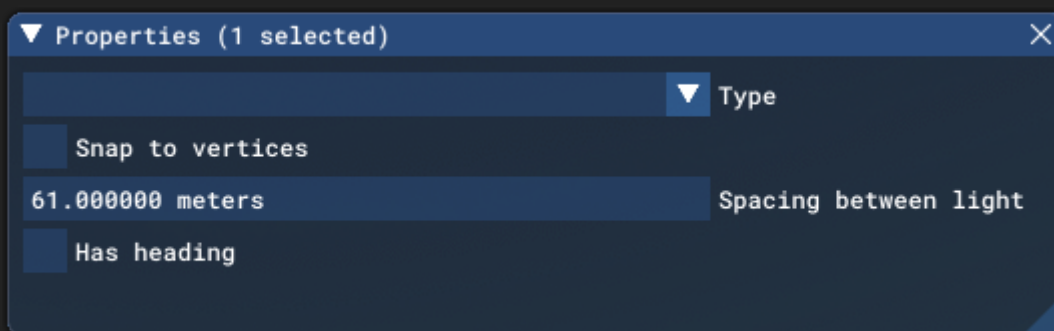 Properties (1 selected)
Type
Snap to vertices
61.000000 meters Spacing between light
Has heading